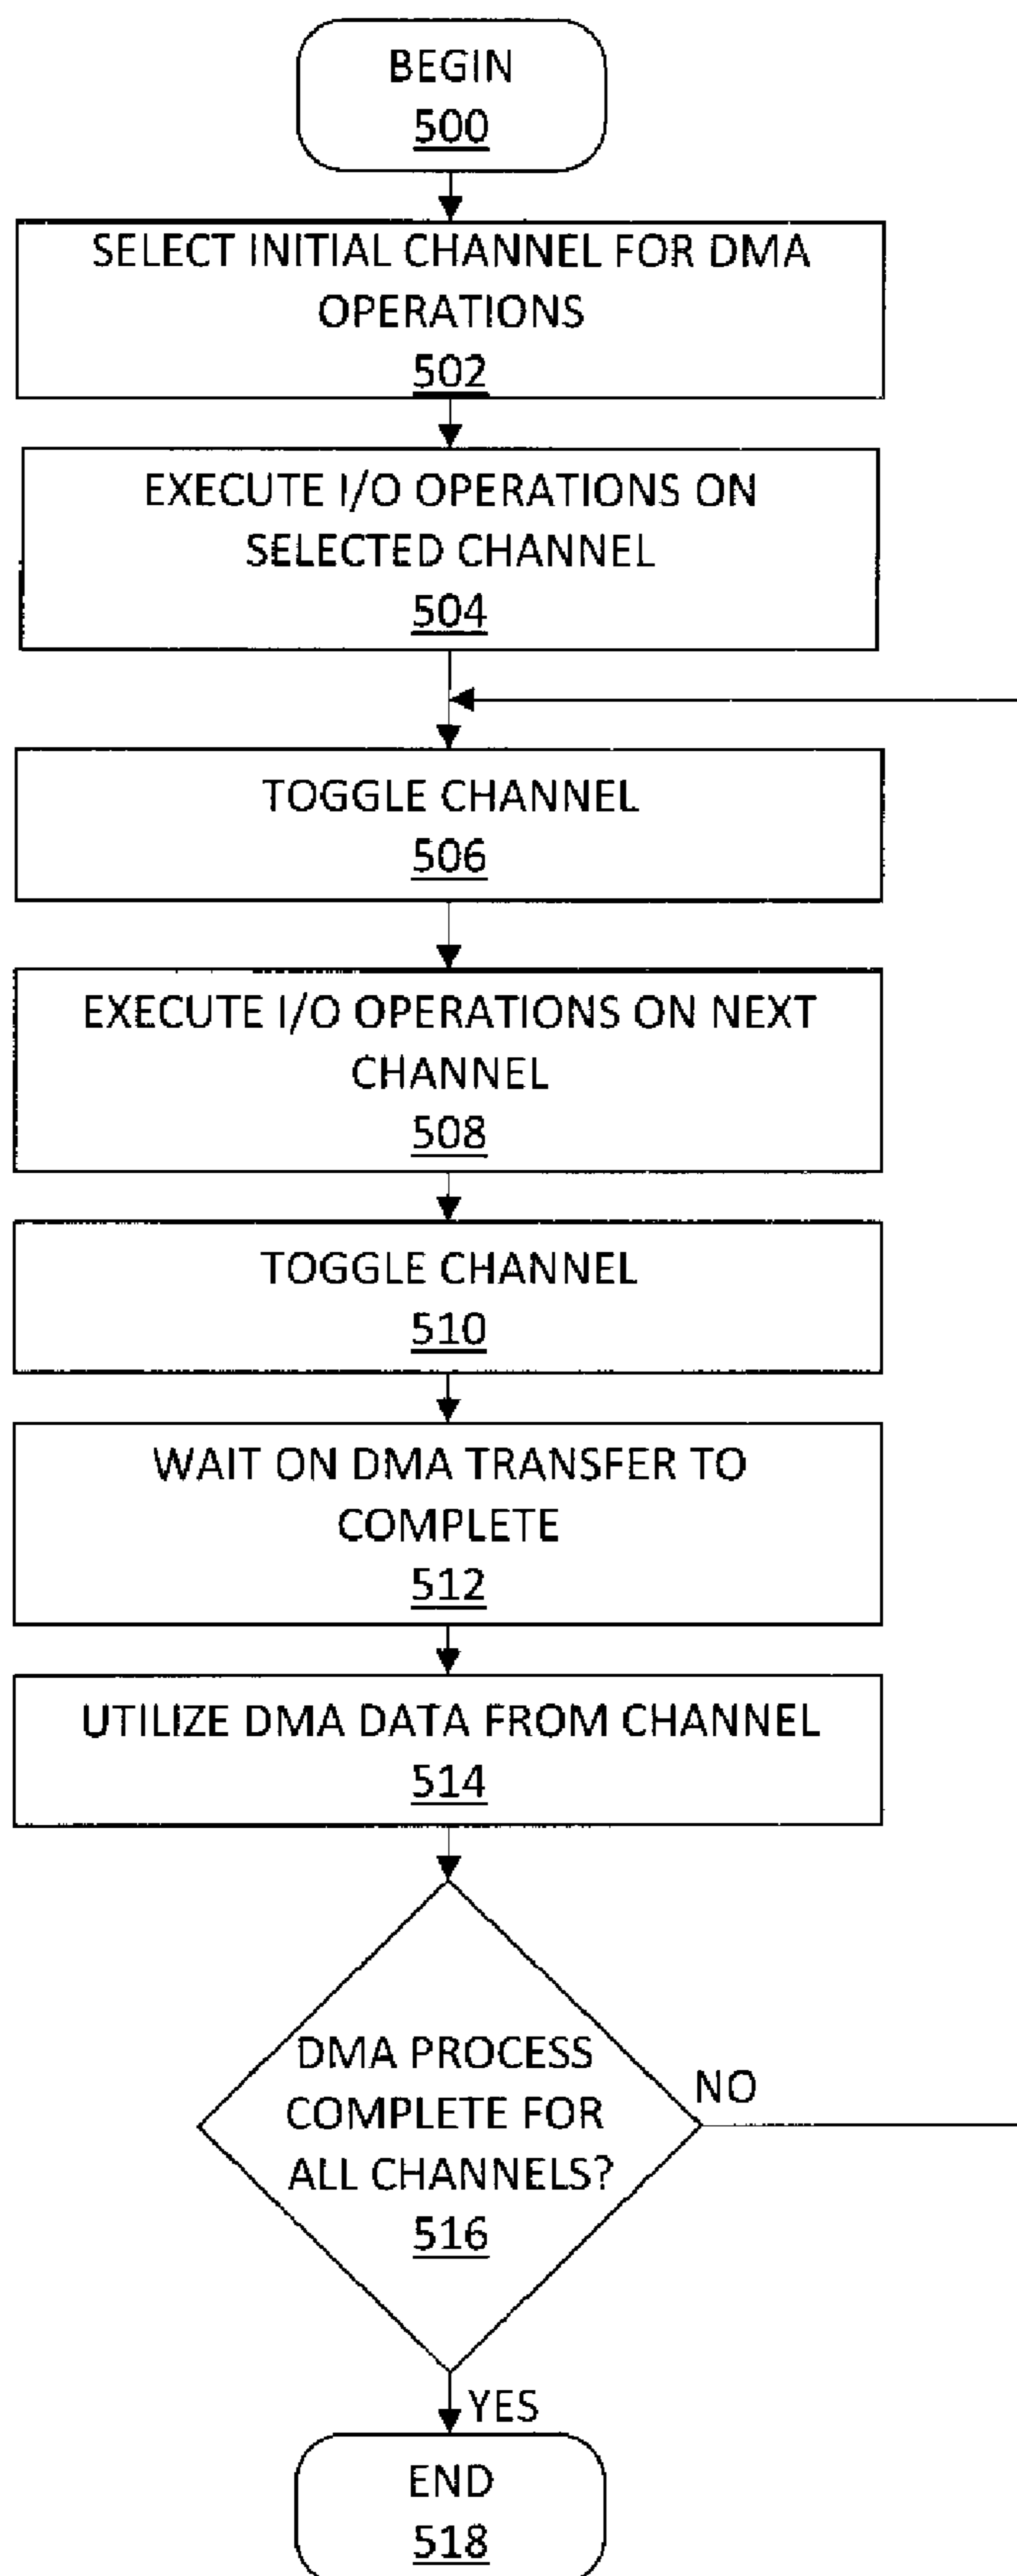 BEGIN
500
SELECT INITIAL CHANNEL FOR DMA
OPERATIONS
502
EXECUTE I/O OPERATIONS ON
SELECTED CHANNEL
504
TOGGLE CHANNEL
506
EXECUTE I/O OPERATIONS ON NEXT
CHANNEL
508
TOGGLE CHANNEL
510
WAIT ON DMA TRANSFER TO
COMPLETE
512
UTILIZE DMA DATA FROM CHANNEL
514
DMA PROCESS
COMPLETE FOR
ALL CHANNELS?
516
NO
YES
END
518